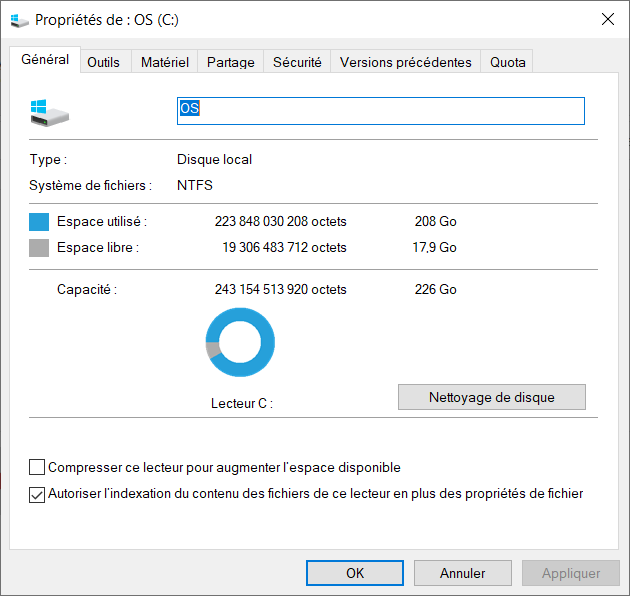 Propriétés de : OS (C:)
Général Outils Matériel Partage Sécurité Versions précédentes Quota
OS
Type : Disque local
Système de fichiers : NTFS
Espace utilisé : 223 848 030 208 octets 208 Go
Espace libre : 19 306 483 712 octets 17,9 Go
Capacité : 243 154 513 920 octets 226 Go
Lecteur C :
Nettoyage de disque
Compresser ce lecteur pour augmenter l'espace disponible
Autoriser l'indexation du contenu des fichiers de ce lecteur en plus des propriétés de fichier
OK Annuler Appliquer